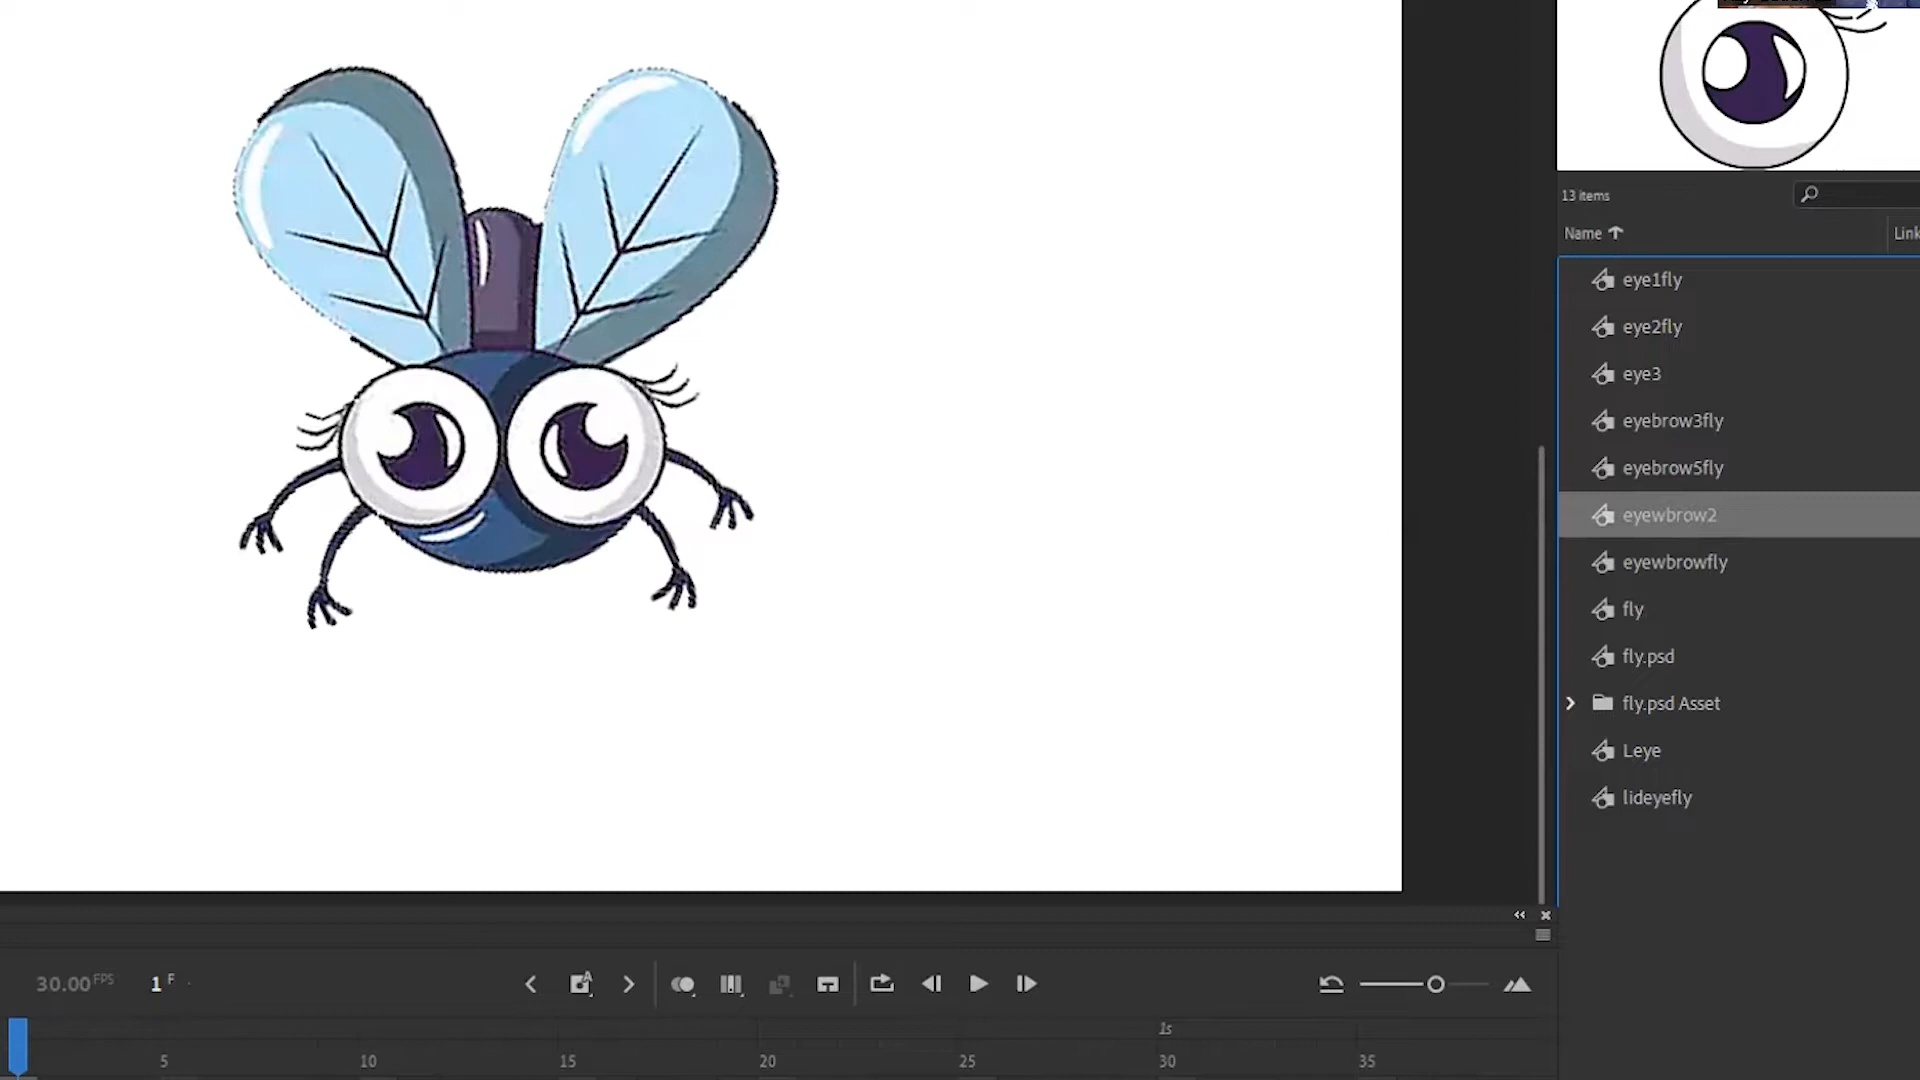 13 items
Name
Link
eye1fly
eye2fly
eye3
eyebrow3fly
eyebrow5fly
eyewbrow2
eyewbrowfly
fly
fly.psd
fly.psd Asset
Leye
lideyefly
30.00 FPS 1 F
1s
5 10 15 20 25 30 35